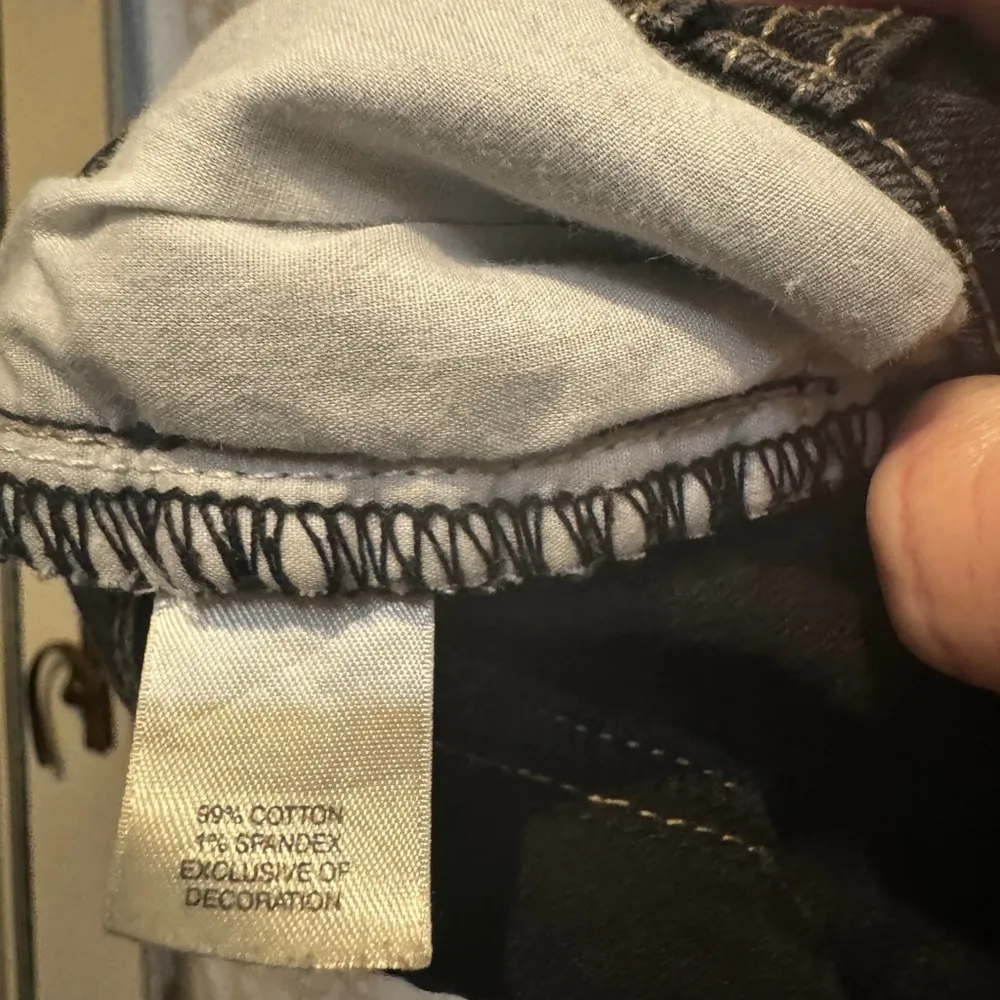 99% COTTON
1% SPANDEX
EXCLUSIVE OF
DECORATION